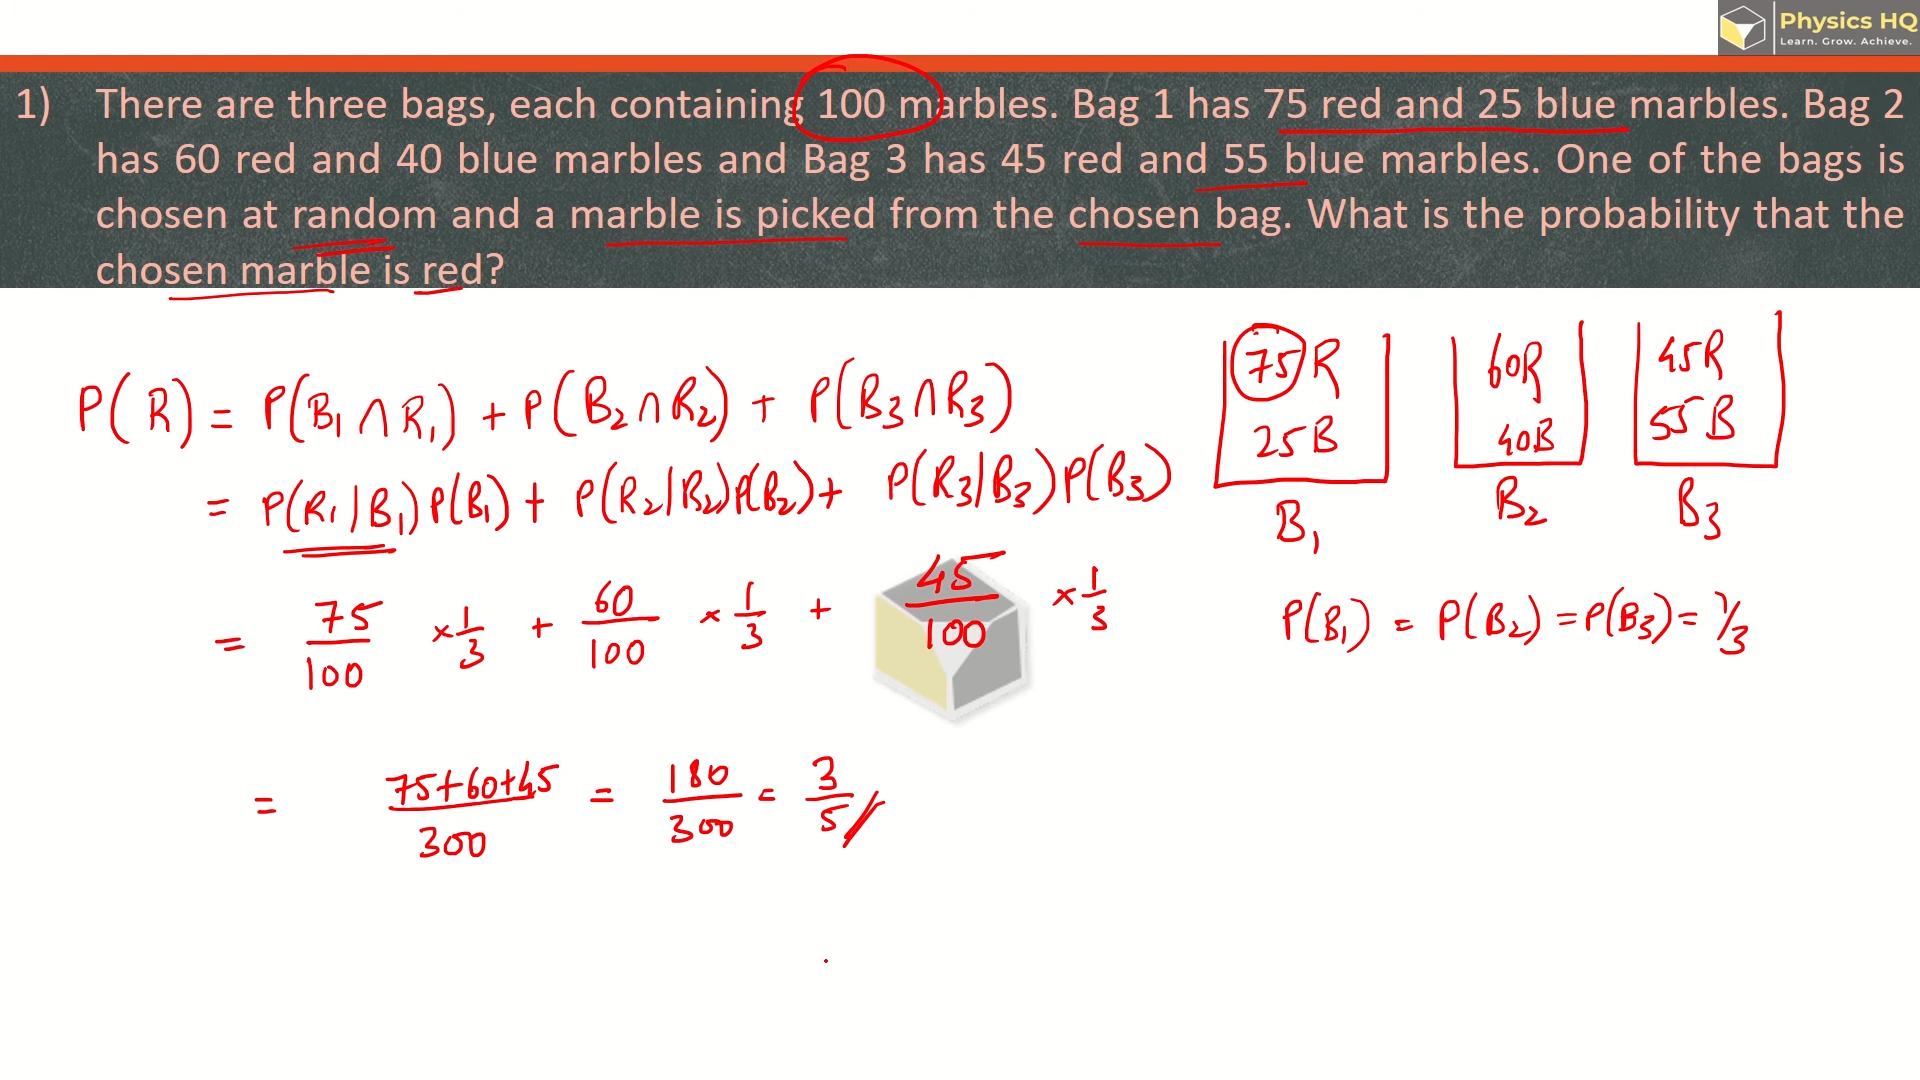 Physics HQ
Learn. Grow. Achieve.
1) There are three bags, each containing 100 marbles. Bag 1 has 75 red and 25 blue marbles. Bag 2
has 60 red and 40 blue marbles and Bag 3 has 45 red and 55 blue marbles. One of the bags is
chosen at random and a marble is picked from the chosen bag. What is the probability that the
chosen marble is red?
P(R) = P(B₁ ∩ R₁) + P(B₂ ∩ R₂) + P(B₃ ∩ R₃)
= P(R₁ | B₁) P(B₁) + P(R₂ | B₂) P(B₂) + P(R₃ | B₃) P(B₃)
= 75/100 × 1/3 + 60/100 × 1/3 + 45/100 × 1/3
= 75+60+45/300 = 180/300 = 3/5
75 R
25 B
B₁
60R
40B
B₂
45R
55 B
B₃
P(B₁) = P(B₂) = P(B₃) = 1/3